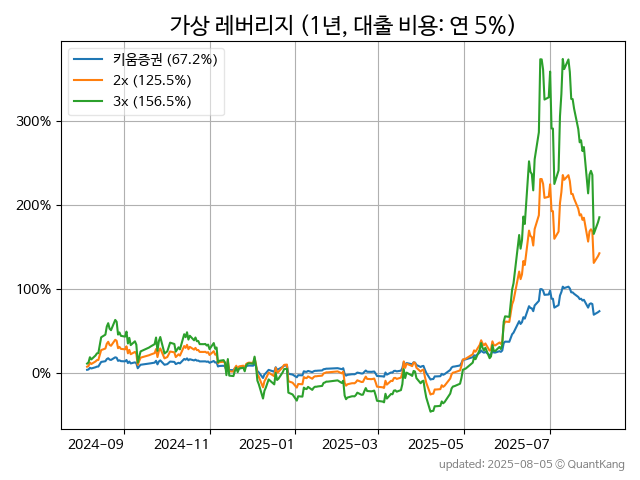 가상 레버리지 (1년, 대출 비용: 연 5%)
키움증권 (67.2%)
2x (125.5%)
3x (156.5%)
300%
200%
100%
0%
2024-09 2024-11 2025-01 2025-03 2025-05 2025-07
updated: 2025-08-05 © QuantKang